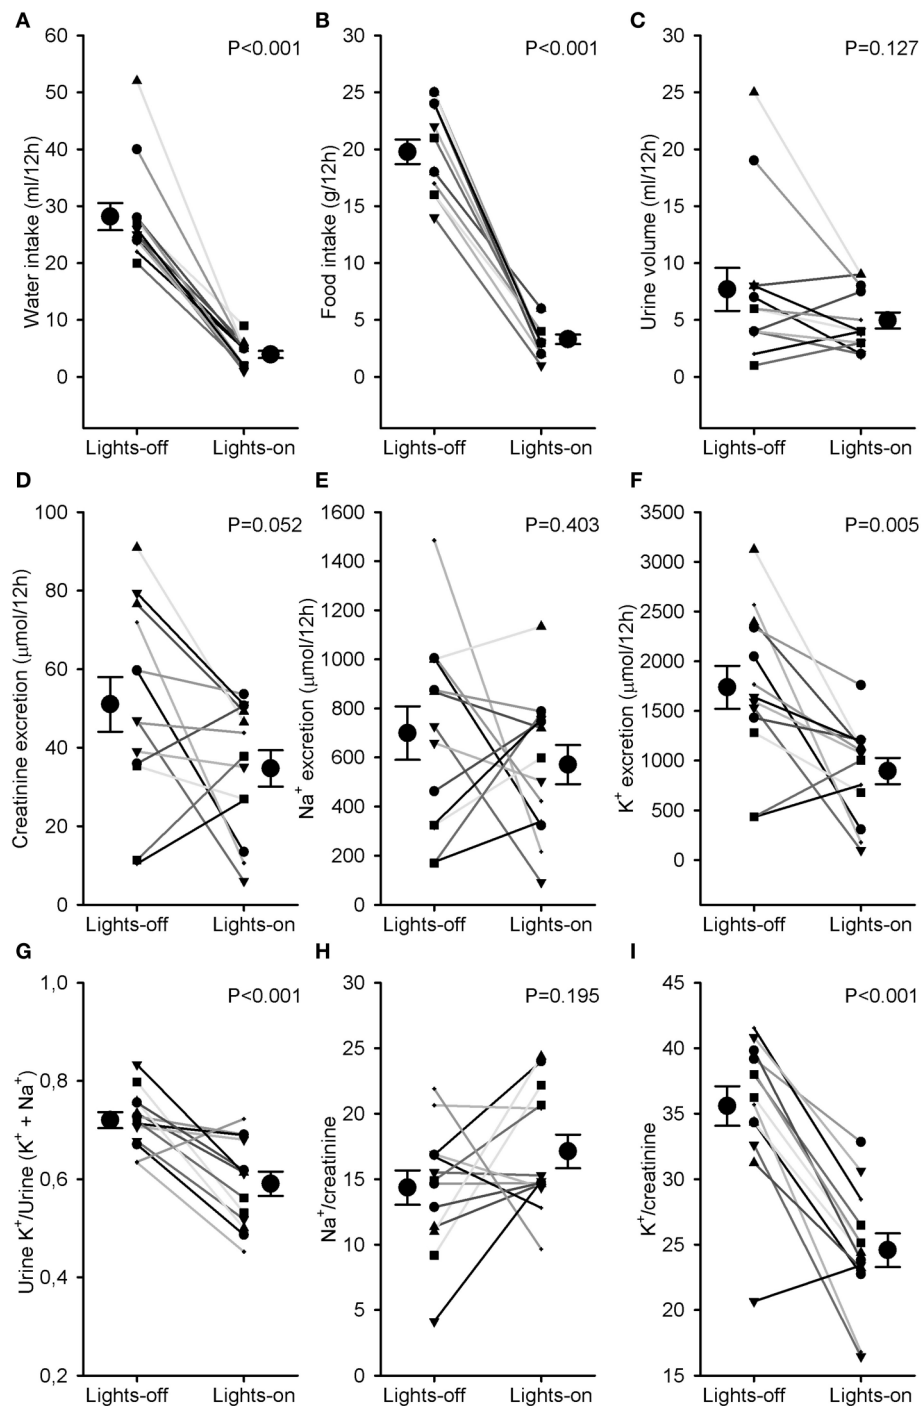 A
P<0.001
Water intake (ml/12h)
60
50
40
30
20
10
0
Lights-off Lights-on
B
P<0.001
Food intake (g/12h)
30
25
20
15
10
5
0
Lights-off Lights-on
C
P=0.127
Urine volume (ml/12h)
30
25
20
15
10
5
0
Lights-off Lights-on
D
P=0.052
Creatinine excretion (μmol/12h)
100
80
60
40
20
0
Lights-off Lights-on
E
P=0.403
Na⁺ excretion (μmol/12h)
1600
1400
1200
1000
800
600
400
200
0
Lights-off Lights-on
F
P=0.005
K⁺ excretion (μmol/12h)
3500
3000
2500
2000
1500
1000
500
0
Lights-off Lights-on
G
P<0.001
Urine K⁺/Urine (K⁺ + Na⁺)
1,0
0,8
0,6
0,4
0,2
Lights-off Lights-on
H
P=0.195
Na⁺/creatinine
30
25
20
15
10
5
0
Lights-off Lights-on
I
P<0.001
K⁺/creatinine
45
40
35
30
25
20
15
Lights-off Lights-on